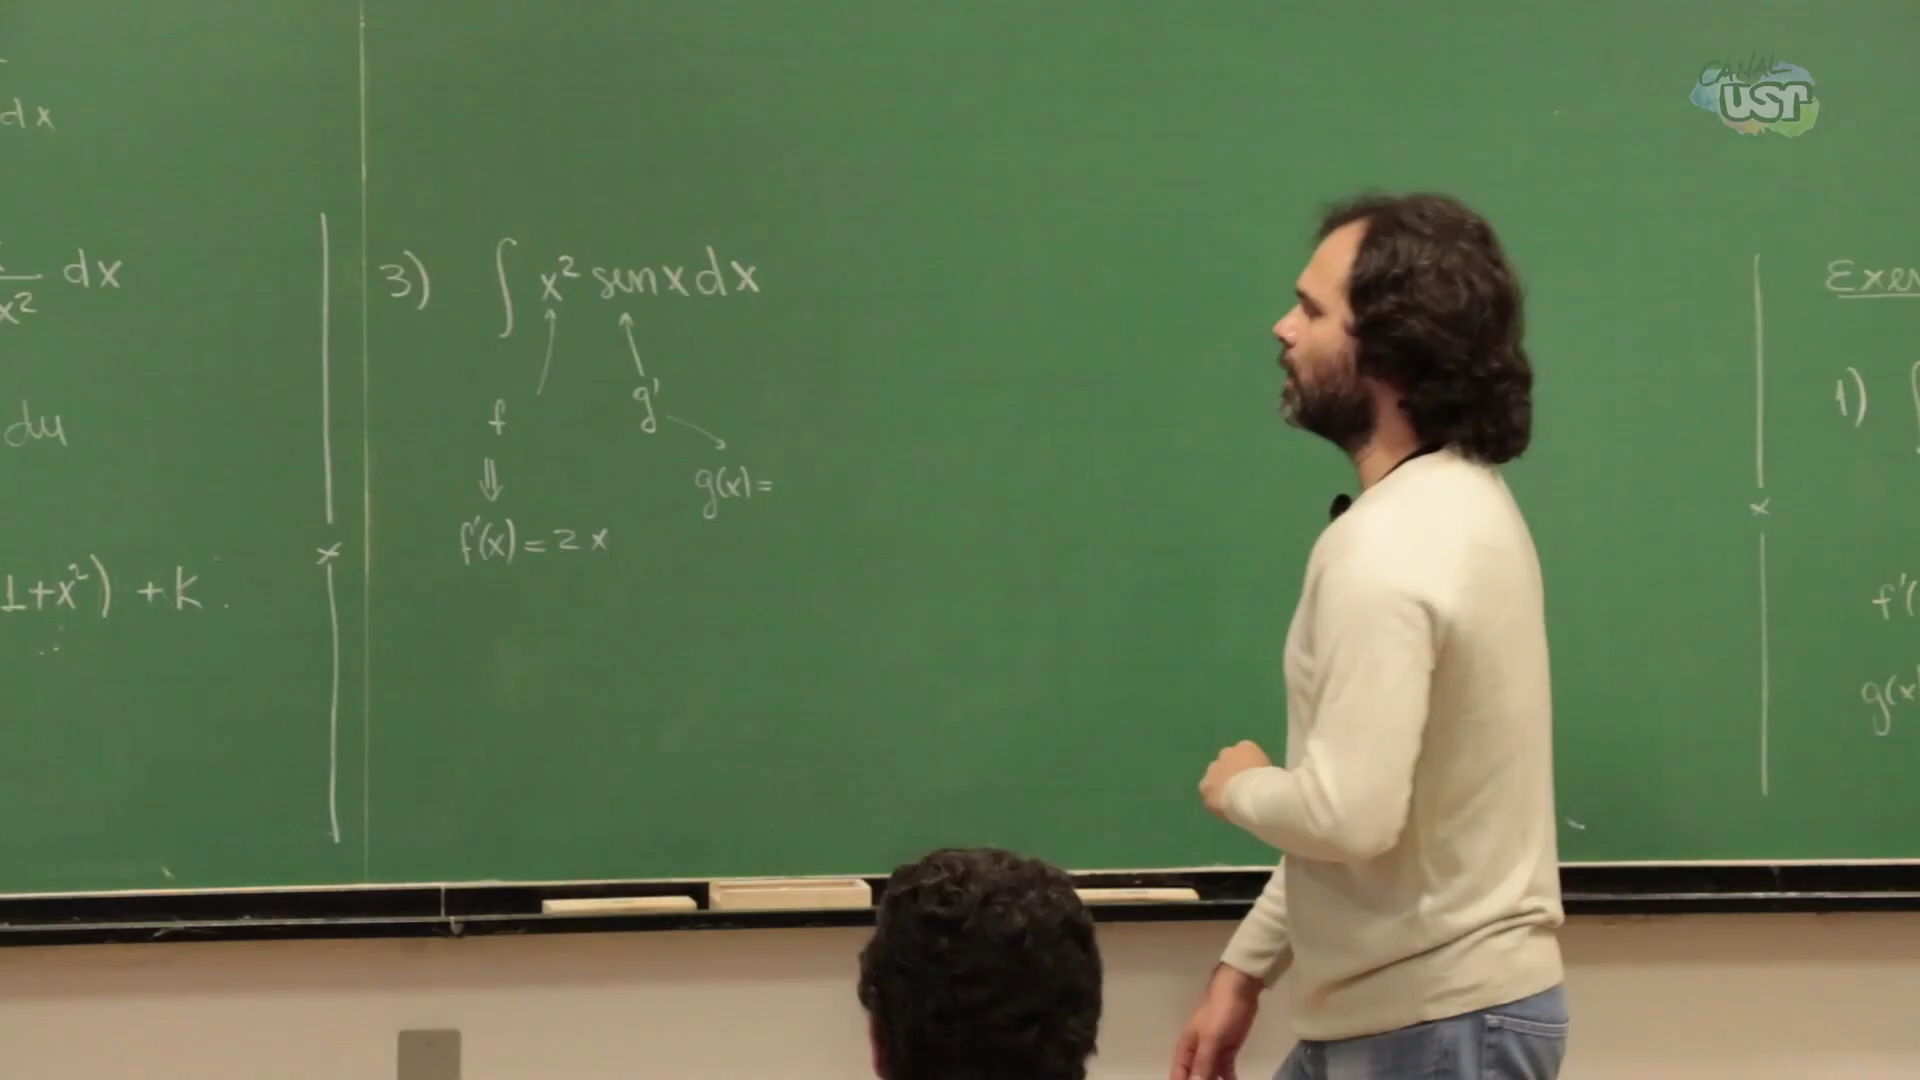 dx
x² dx
du
1+x²) + k.
3) ∫ x² sen x dx
f
g'
g(x) =
f'(x) = 2x
Exer
1) ∫
f'(
g(x)
CANAL
USP